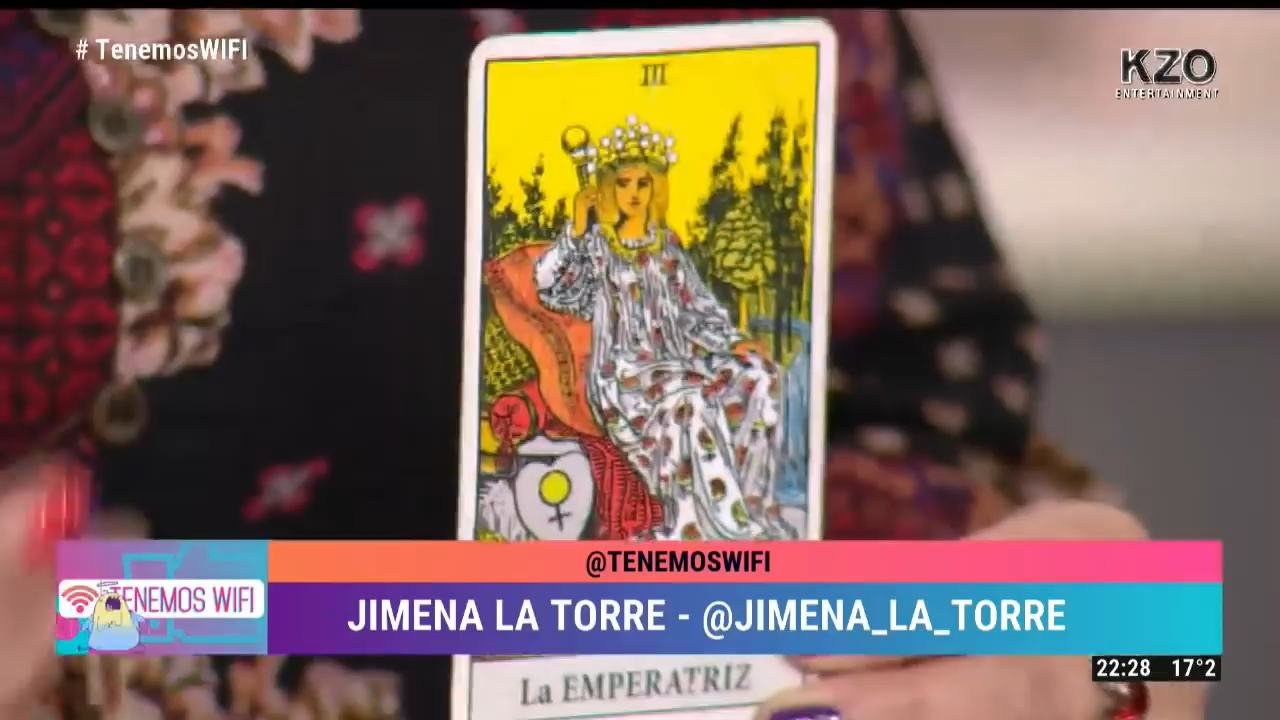 # TenemosWIFI
KZO
ENTERTAINMENT
III
@TENEMOSWIFI
TENEMOS WIFI
JIMENA LA TORRE - @JIMENA_LA_TORRE
22:28 17°2
La EMPERATRIZ